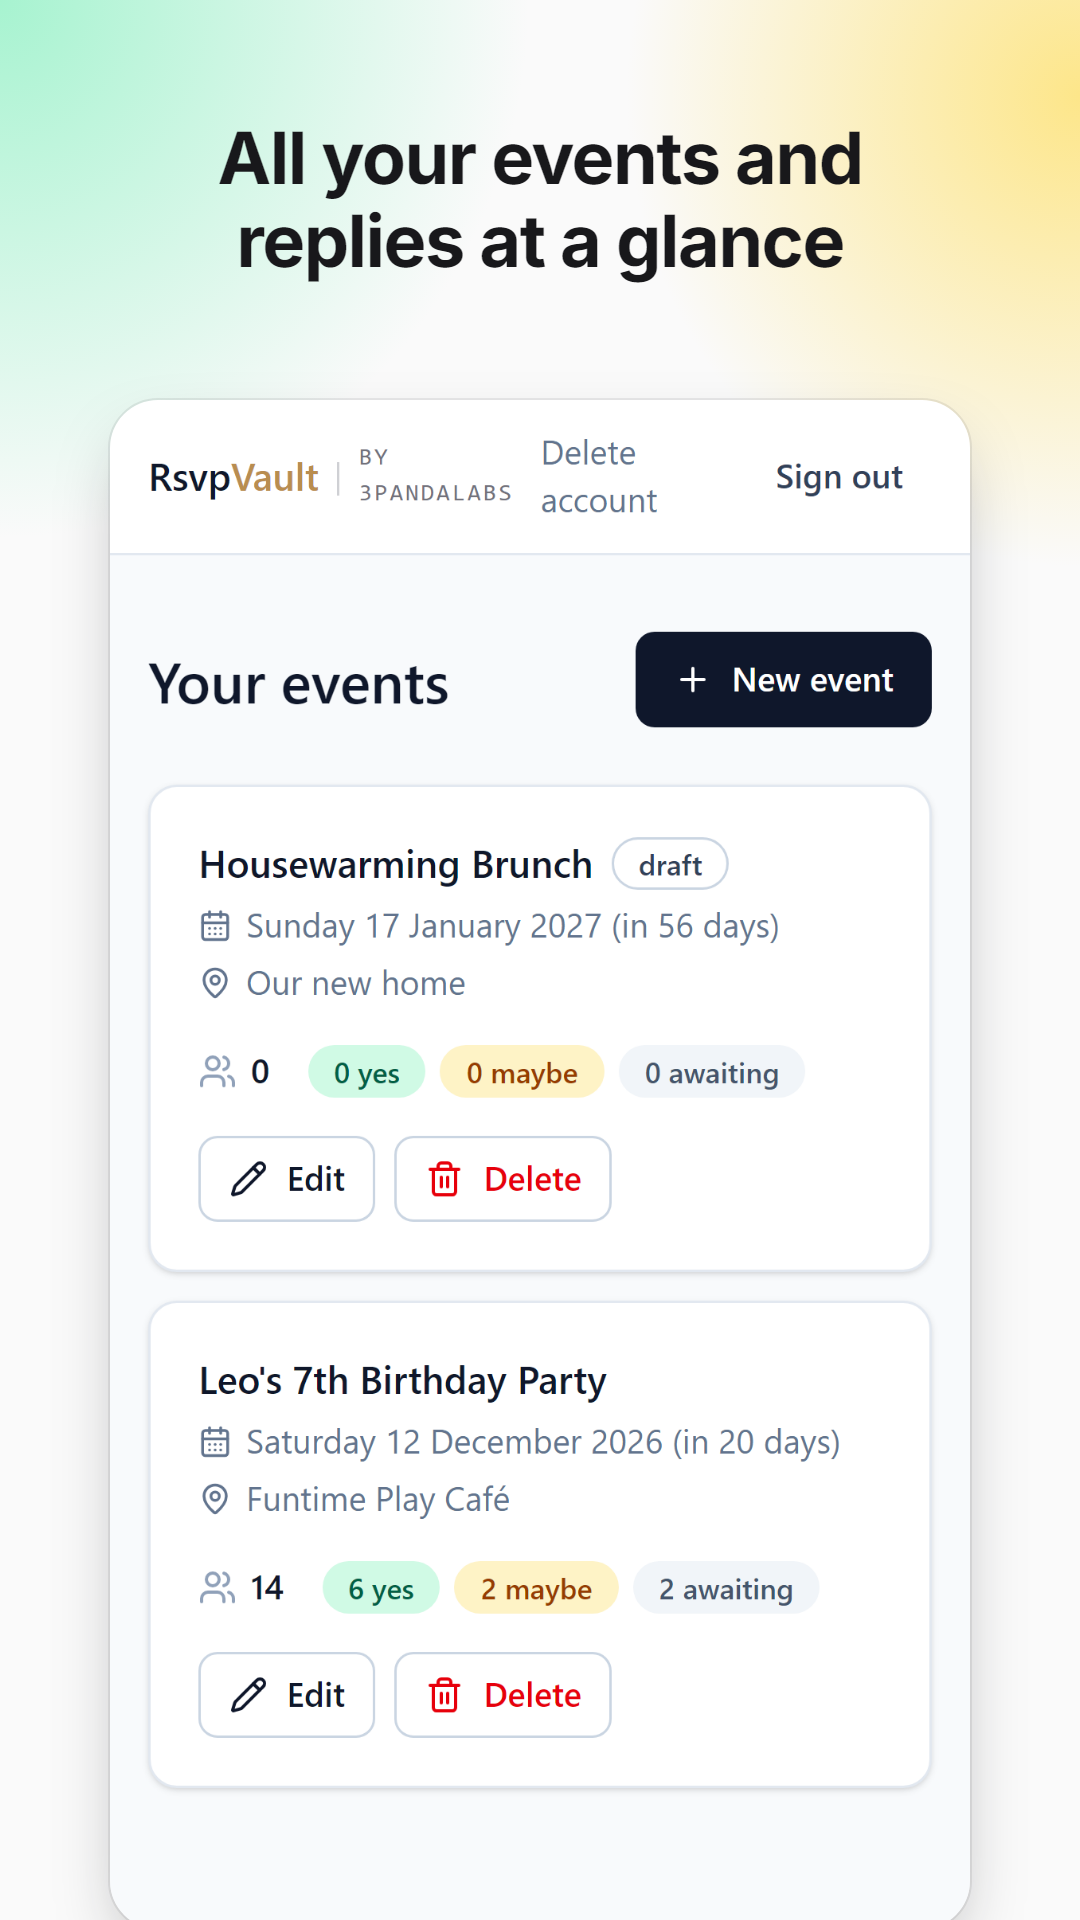 All your events and
replies at a glance
RsvpVault | BY
3PANDALABS
Delete
account
Sign out
Your events
New event
Housewarming Brunch draft
Sunday 17 January 2027 (in 56 days)
Our new home
0 0 yes 0 maybe 0 awaiting
Edit Delete
Leo's 7th Birthday Party
Saturday 12 December 2026 (in 20 days)
Funtime Play Café
14 6 yes 2 maybe 2 awaiting
Edit Delete